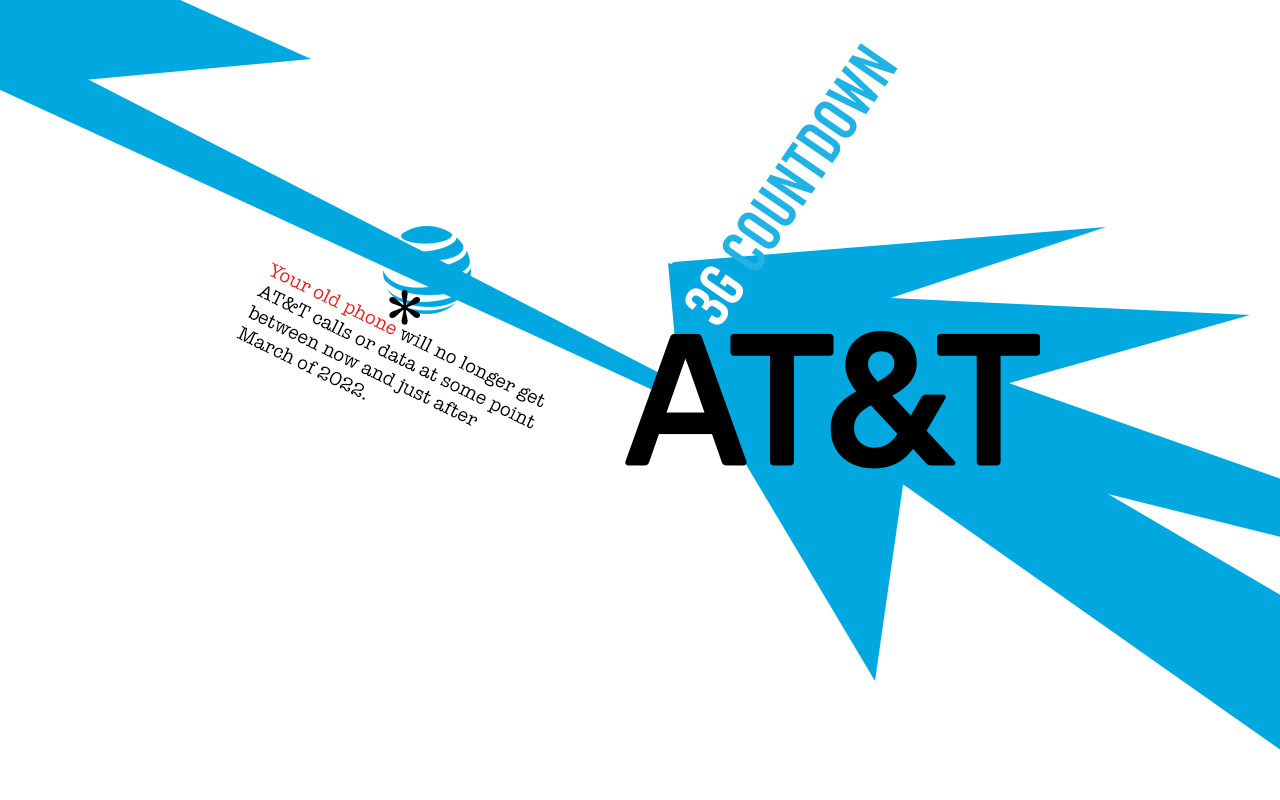 3G COUNTDOWN
AT&T
*
Your old phone will no longer get
AT&T calls or data at some point
between now and just after
March of 2022.